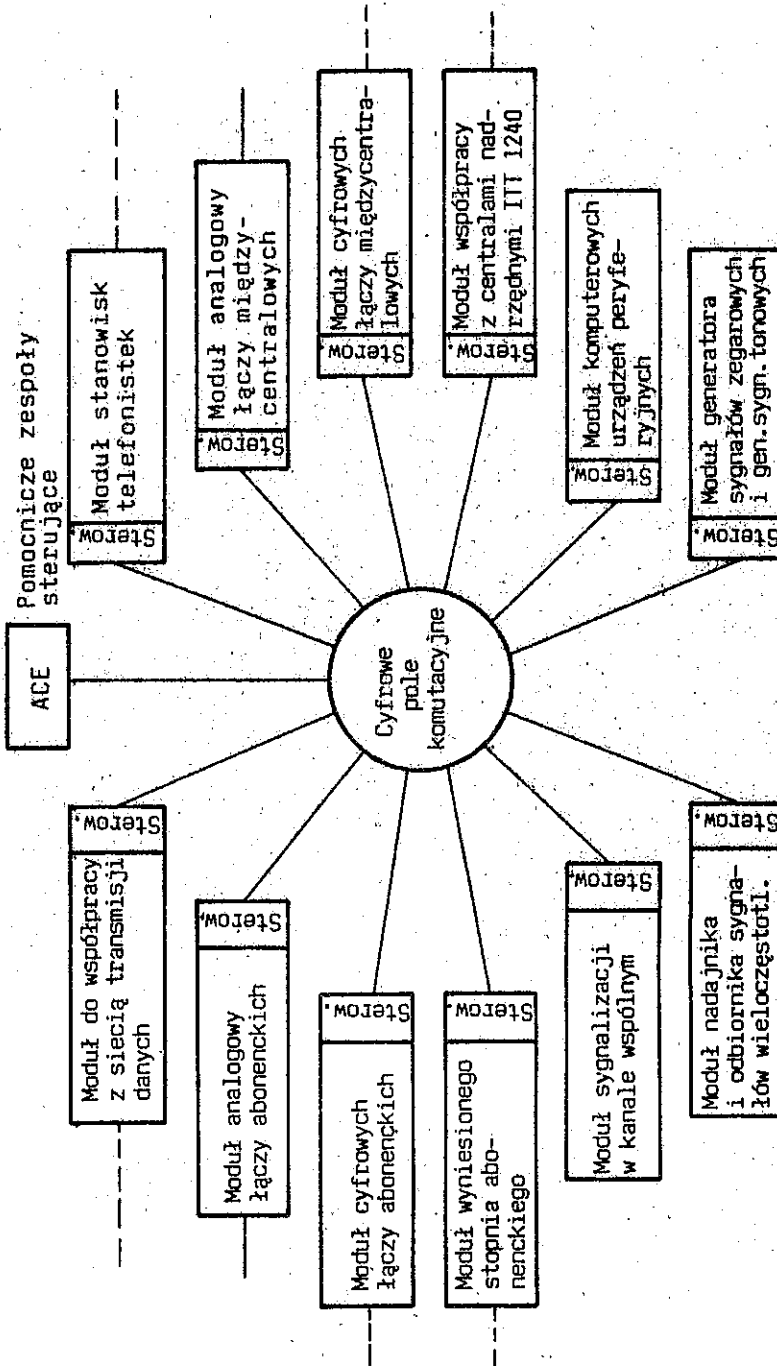 ACE
Pomocnicze zespoły
sterujące
Moduł do współpracy
z siecią transmisji
danych
Sterow.
Moduł analogowy
łączy abonenckich
Sterow.
Moduł cyfrowych
łączy abonenckich
Sterow.
Moduł wyniesionego
stopnia abo-
nenckiego
Sterow.
Moduł sygnalizacji
w kanale wspólnym
Sterow.
Moduł nadajnika
i odbiornika sygna-
łów wieloczęstotl.
Sterow.
Cyfrowe
pole
komutacyjne
Sterow.
Moduł stanowisk
telefonistek
Sterow.
Moduł analogowy
łączy między-
centralowych
Sterow.
Moduł cyfrowych
łączy międzycentra-
lowych
Sterow.
Moduł współpracy
z centralami nad-
rzędnymi ITT 1240
Sterow.
Moduł komputerowych
urządzeń peryfe-
ryjnych
Sterow.
Moduł generatora
sygnałów zegarowych
i gen.sygn.tonowych